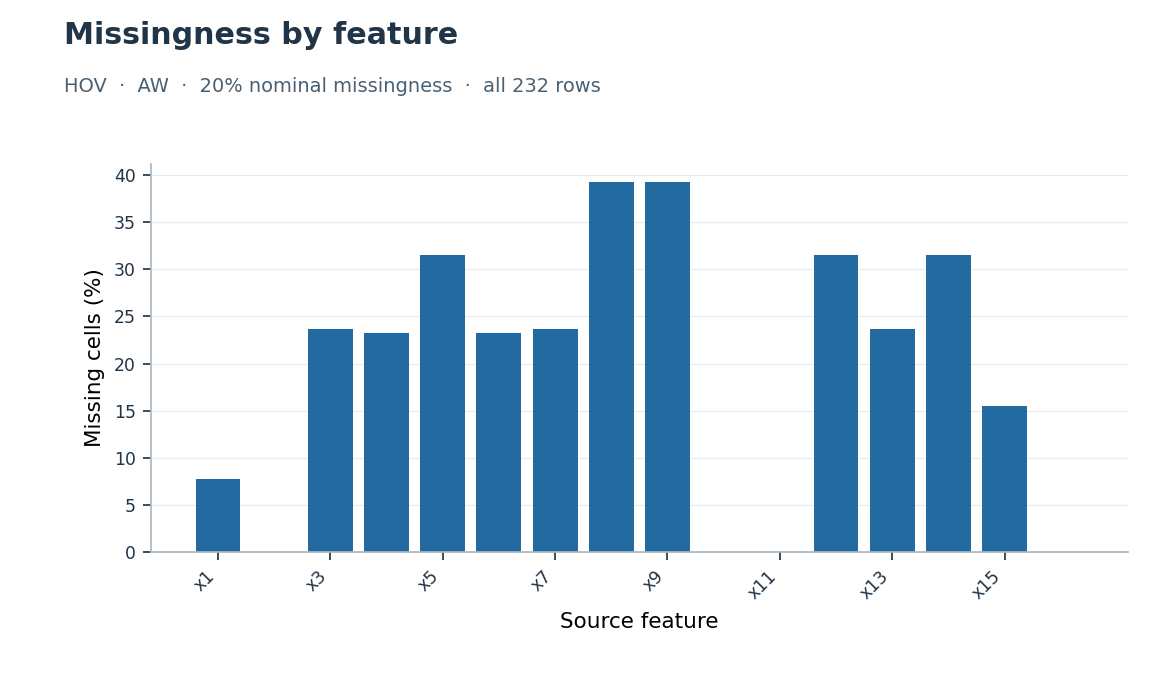 Missingness by feature
HOV · AW · 20% nominal missingness · all 232 rows
40
35
30
25
20
15
10
5
0
Missing cells (%)
x1
x3
x5
x7
x9
x11
x13
x15
Source feature